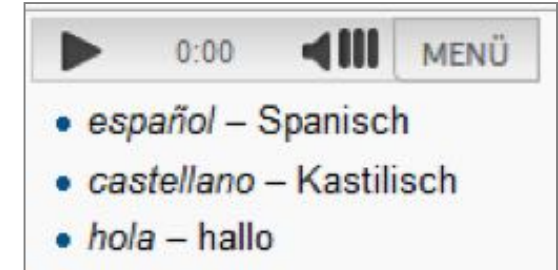 0:00 MENÜ
• español – Spanisch
• castellano – Kastilisch
• hola – hallo